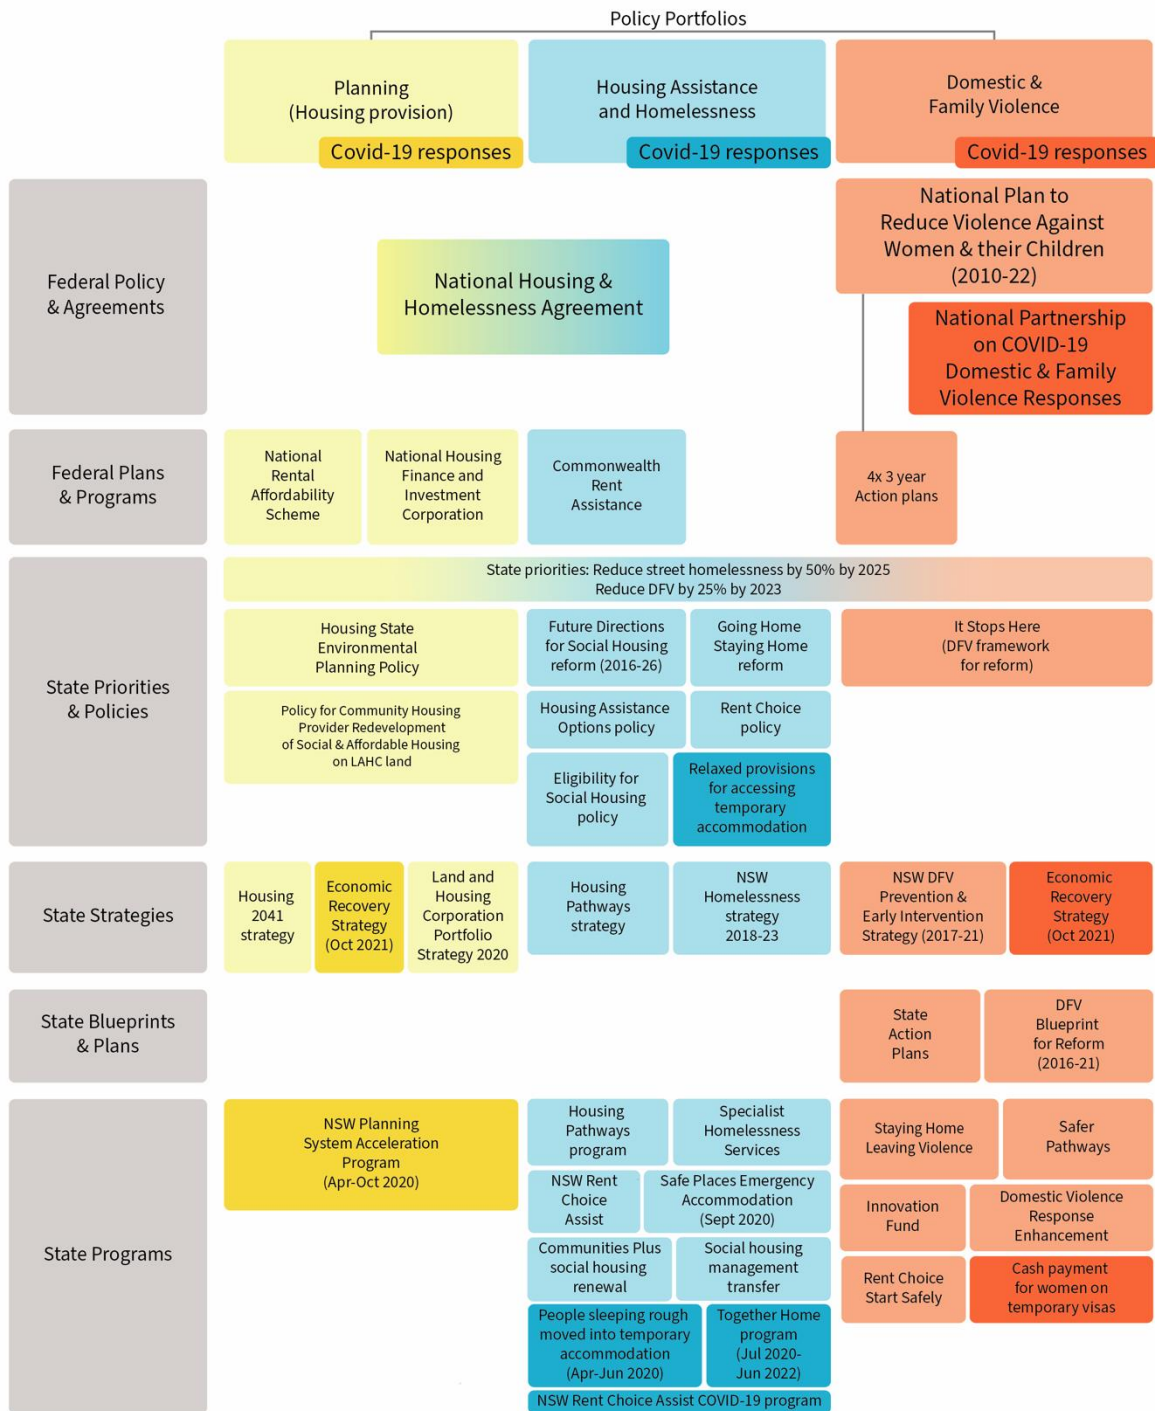 Policy Portfolios
Planning
(Housing provision)
Covid-19 responses
Housing Assistance
and Homelessness
Covid-19 responses
Domestic &
Family Violence
Covid-19 responses
Federal Policy
& Agreements
National Housing &
Homelessness Agreement
National Plan to
Reduce Violence Against
Women & their Children
(2010-22)
National Partnership
on COVID-19
Domestic & Family
Violence Responses
Federal Plans
& Programs
National
Rental
Affordability
Scheme
National Housing
Finance and
Investment
Corporation
Commonwealth
Rent
Assistance
4x 3 year
Action plans
State Priorities
& Policies
State priorities: Reduce street homelessness by 50% by 2025
Reduce DFV by 25% by 2023
Housing State
Environmental
Planning Policy
Future Directions
for Social Housing
reform (2016-26)
Going Home
Staying Home
reform
It Stops Here
(DFV framework
for reform)
Policy for Community Housing
Provider Redevelopment
of Social & Affordable Housing
on LAHC land
Housing Assistance
Options policy
Rent Choice
policy
Eligibility for
Social Housing
policy
Relaxed provisions
for accessing
temporary
accommodation
State Strategies
Housing
2041
strategy
Economic
Recovery
Strategy
(Oct 2021)
Land and
Housing
Corporation
Portfolio
Strategy 2020
Housing
Pathways
strategy
NSW
Homelessness
strategy
2018-23
NSW DFV
Prevention &
Early Intervention
Strategy (2017-21)
Economic
Recovery
Strategy
(Oct 2021)
State Blueprints
& Plans
State
Action
Plans
DFV
Blueprint
for Reform
(2016-21)
State Programs
NSW Planning
System Acceleration
Program
(Apr-Oct 2020)
Housing
Pathways
program
Specialist
Homelessness
Services
Staying Home
Leaving Violence
Safer
Pathways
NSW Rent
Choice
Assist
Safe Places Emergency
Accommodation
(Sept 2020)
Innovation
Fund
Domestic Violence
Response
Enhancement
Communities Plus
social housing
renewal
Social housing
management
transfer
Rent Choice
Start Safely
Cash payment
for women on
temporary visas
People sleeping rough
moved into temporary
accommodation
(Apr-Jun 2020)
Together Home
program
(Jul 2020-
Jun 2022)
NSW Rent Choice Assist COVID-19 program